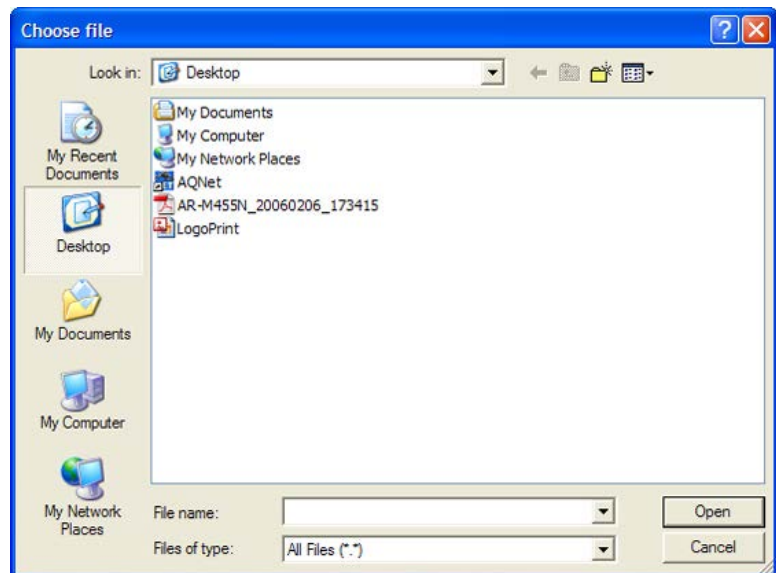 Choose file
Look in: Desktop
My Recent
Documents
Desktop
My Documents
My Computer
My Network
Places
My Documents
My Computer
My Network Places
AQNet
AR-M455N_20060206_173415
LogoPrint
File name:
Open
Files of type: All Files (*.*)
Cancel